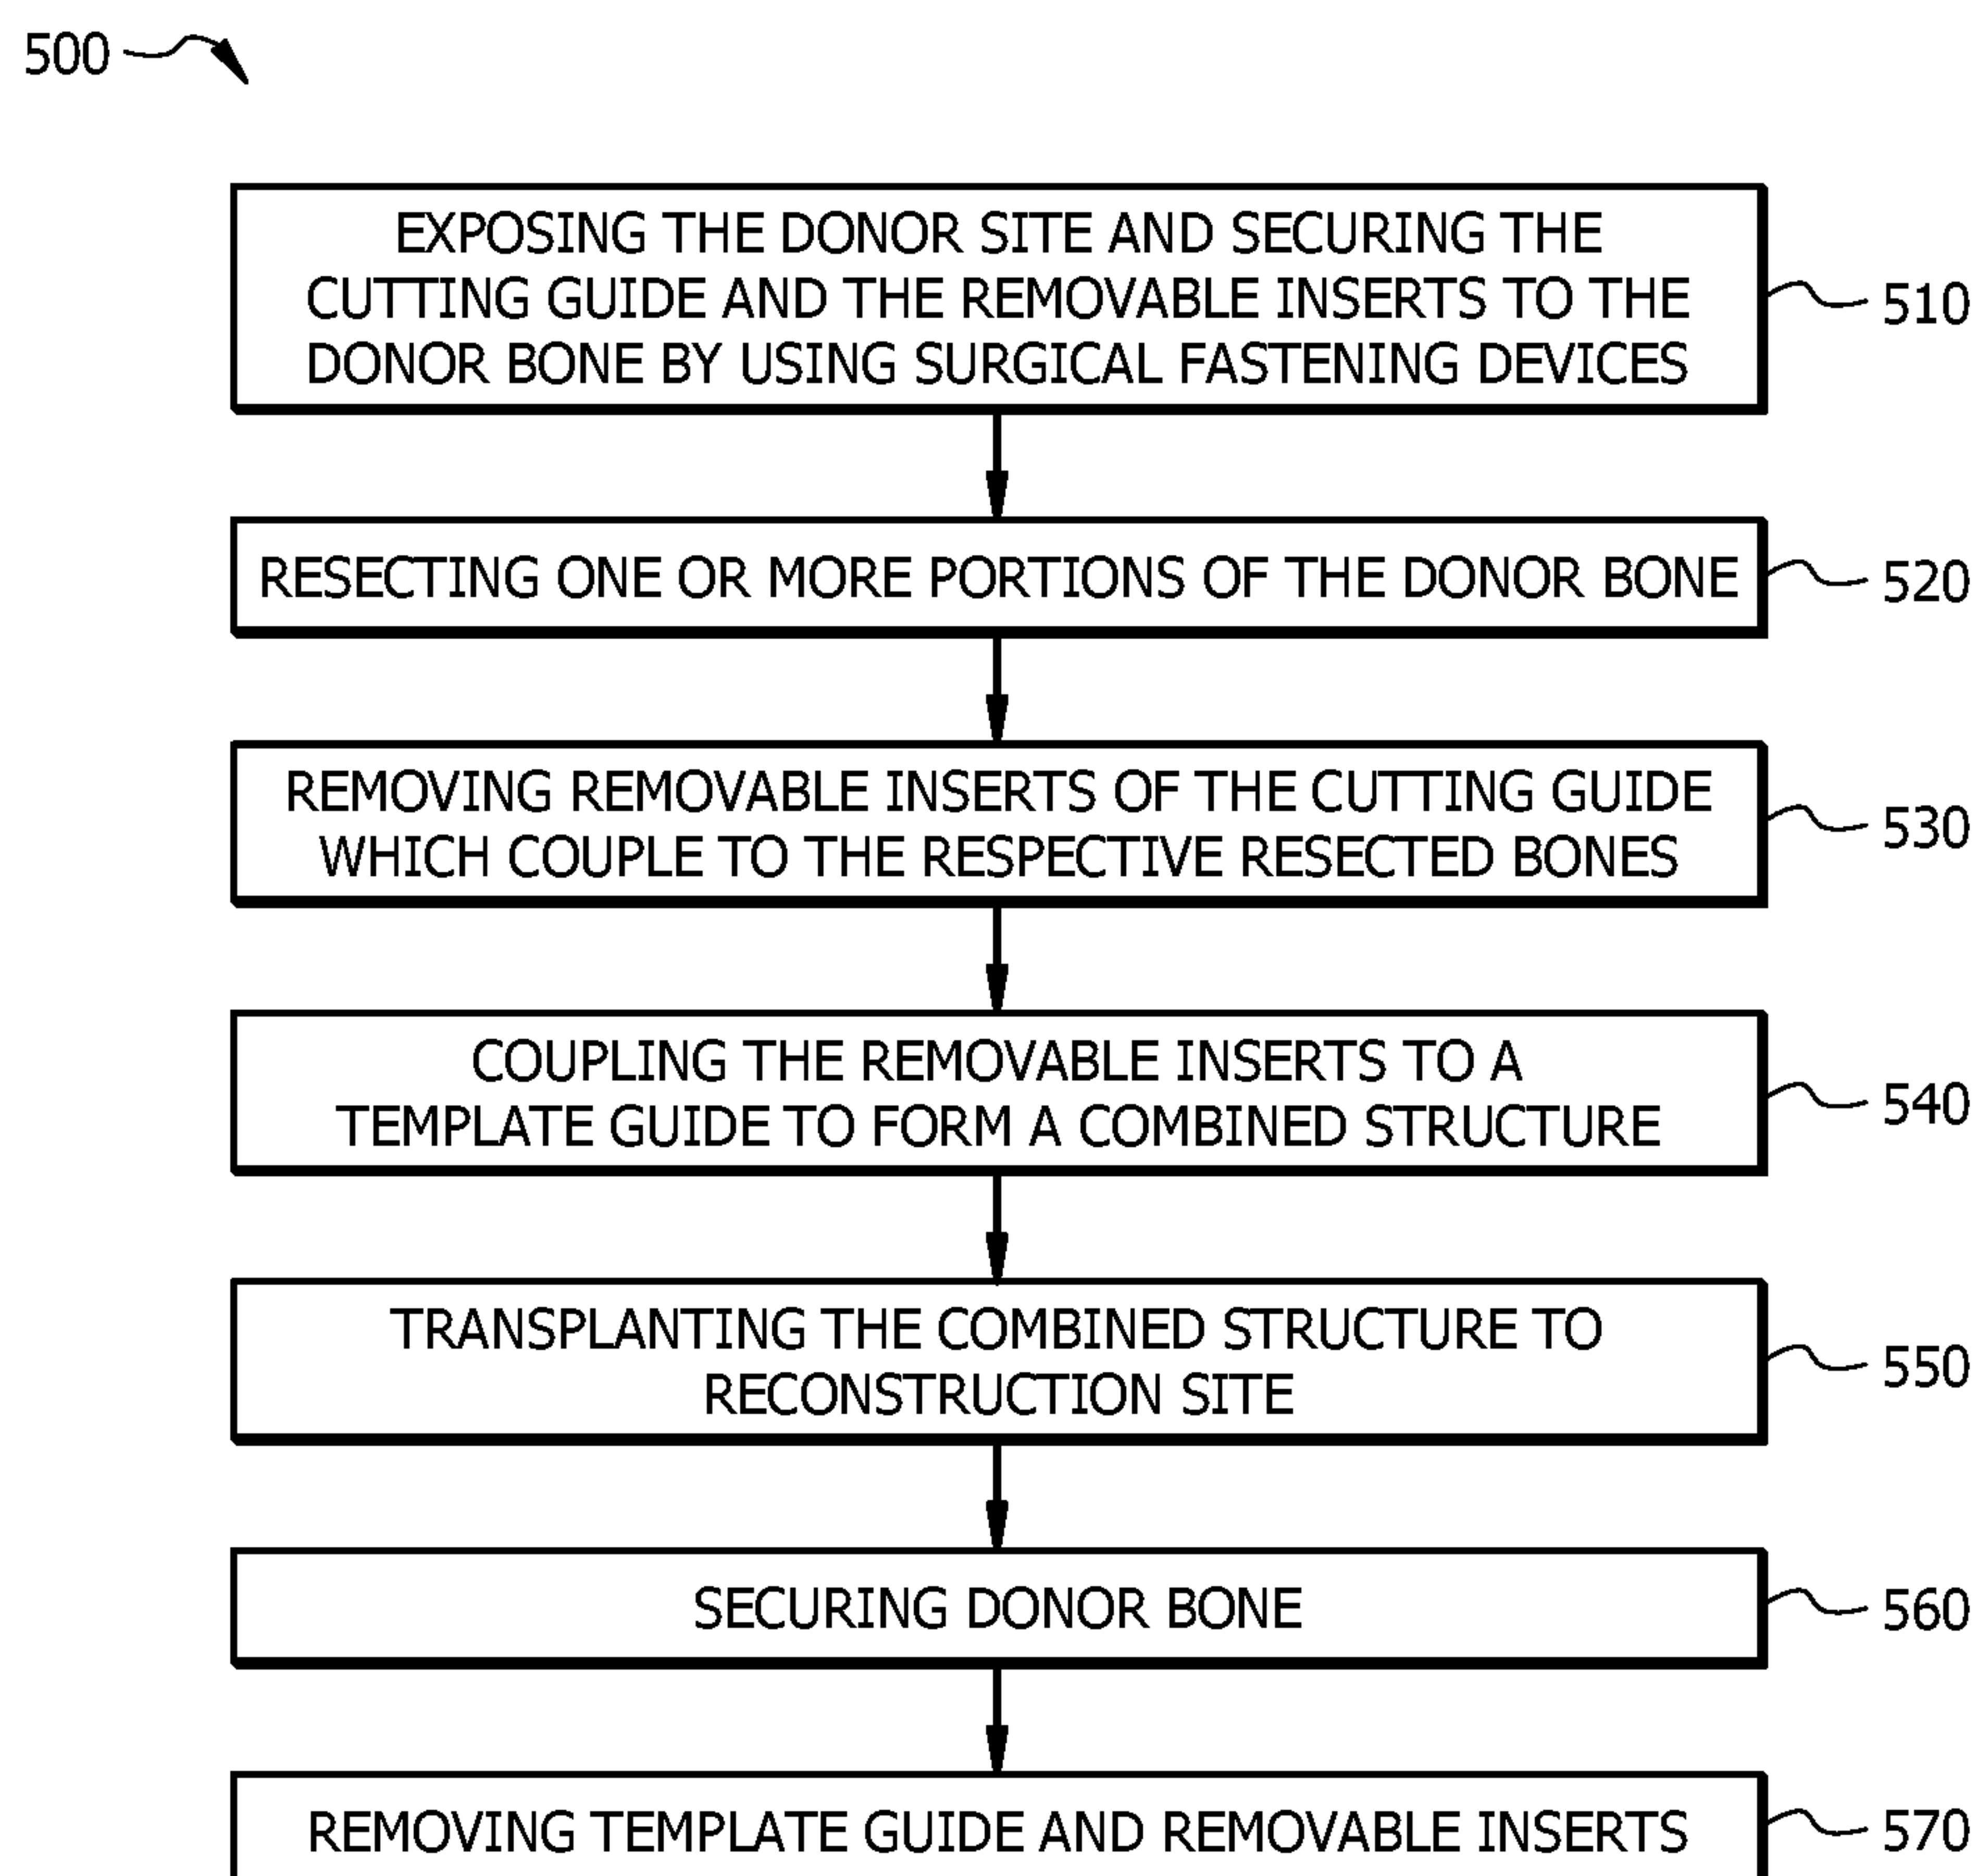 500
EXPOSING THE DONOR SITE AND SECURING THE
CUTTING GUIDE AND THE REMOVABLE INSERTS TO THE
DONOR BONE BY USING SURGICAL FASTENING DEVICES
510
RESECTING ONE OR MORE PORTIONS OF THE DONOR BONE
520
REMOVING REMOVABLE INSERTS OF THE CUTTING GUIDE
WHICH COUPLE TO THE RESPECTIVE RESECTED BONES
530
COUPLING THE REMOVABLE INSERTS TO A
TEMPLATE GUIDE TO FORM A COMBINED STRUCTURE
540
TRANSPLANTING THE COMBINED STRUCTURE TO
RECONSTRUCTION SITE
550
SECURING DONOR BONE
560
REMOVING TEMPLATE GUIDE AND REMOVABLE INSERTS
570